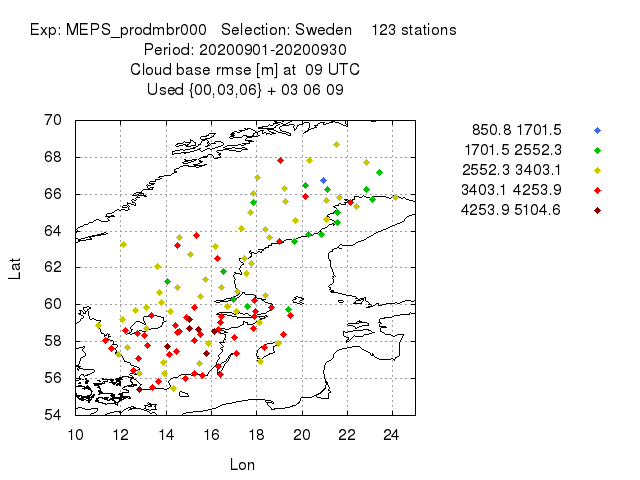 Exp: MEPS_prodmbr000 Selection: Sweden 123 stations
Period: 20200901-20200930
Cloud base rmse [m] at 09 UTC
Used {00,03,06} + 03 06 09
850.8 1701.5
1701.5 2552.3
2552.3 3403.1
3403.1 4253.9
4253.9 5104.6
70
68
66
64
62
60
58
56
54
Lat
10 12 14 16 18 20 22 24
Lon